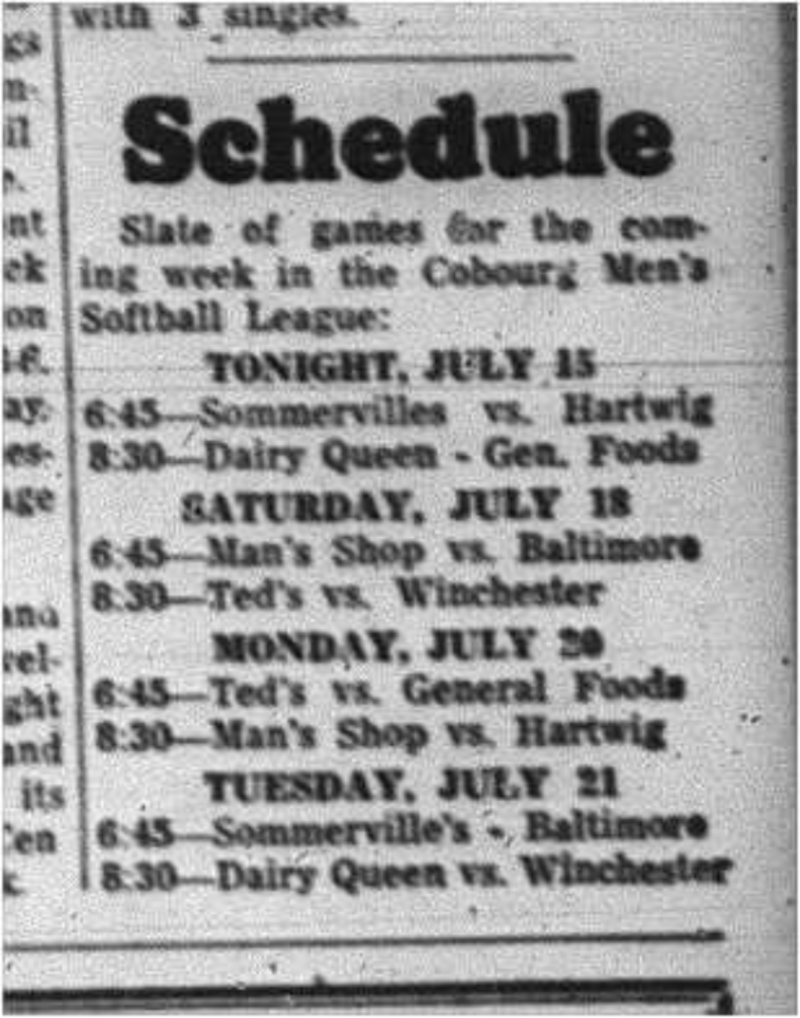 with 3 singles.
Schedule
Slate of games for the com-
ing week in the Cobourg Men's
Softball League:
TONIGHT, JULY 15
6:45—Sommervilles vs. Hartwig
8:30—Dairy Queen - Gen. Foods
SATURDAY, JULY 18
6:45—Man's Shop vs. Baltimore
8:30—Ted's vs. Winchester
MONDAY, JULY 20
6:45—Ted's vs. General Foods
8:30—Man's Shop vs. Hartwig
TUESDAY, JULY 21
6:45—Sommerville's - Baltimore
8:30—Dairy Queen vs. Winchester